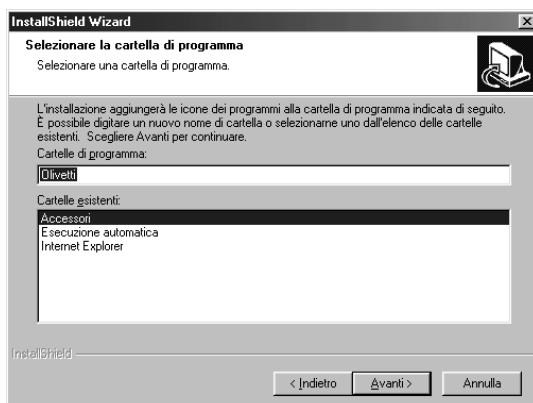 InstallShield Wizard
Selezionare la cartella di programma
Selezionare una cartella di programma.
L'installazione aggiungerà le icone dei programmi alla cartella di programma indicata di seguito.
È possibile digitare un nuovo nome di cartella o selezionarne uno dall'elenco delle cartelle
esistenti. Scegliere Avanti per continuare.
Cartelle di programma:
Olivetti
Cartelle esistenti:
Accessori
Esecuzione automatica
Internet Explorer
InstallShield
< Indietro
Avanti >
Annulla